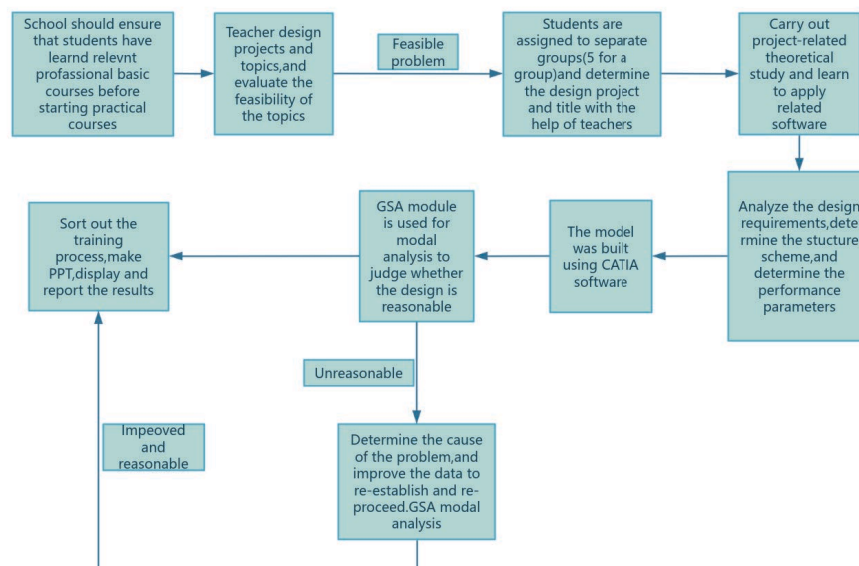 School should ensure
that students have
learnd relevnt
profassional basic
courses before
starting practical
courses
Teacher design
projects and
topics,and
evaluate the
feasibility of
the topics
Feasible
problem
Students are
assigned to separate
groups(5 for a
group)and determine
the design project
and title with the
help of teachers
Carry out
project-related
theoretical
study and learn
to apply
related
software
Analyze the design
requirements,dete
rmine the stucture
scheme,and
determine the
performance
parameters
The model
was built
using CATIA
software
GSA module
is used for
modal
analysis to
judge whether
the design is
reasonable
Sort out the
training
process,make
PPT,display and
report the results
Unreasonable
Impeoved
and
reasonable
Determine the cause
of the problem,and
improve the data to
re-establish and re-
proceed.GSA modal
analysis